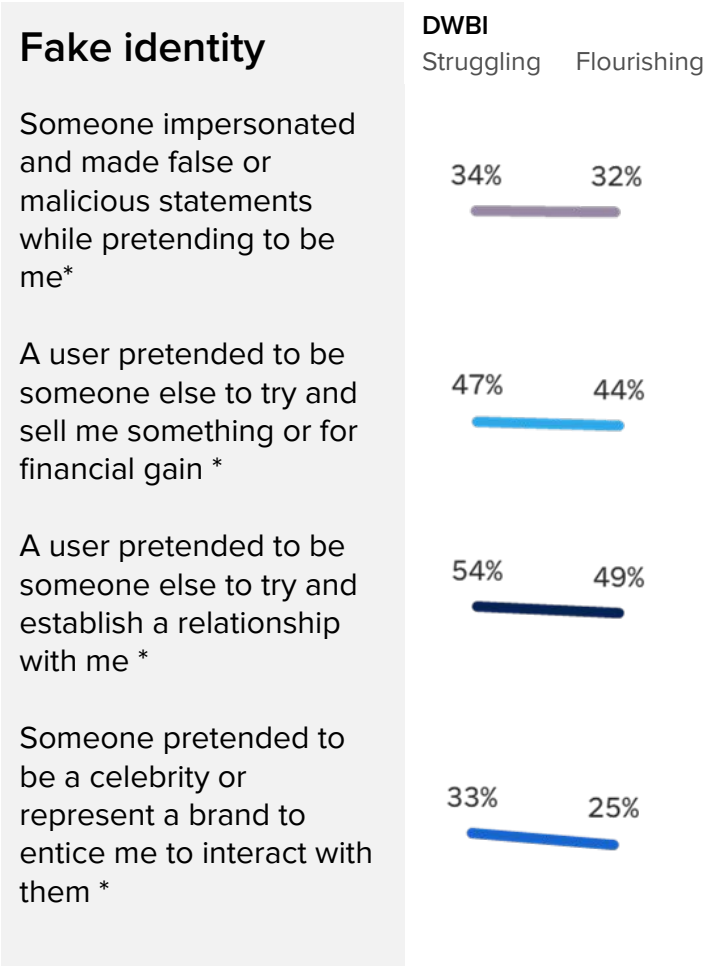 Fake identity
DWBI
Struggling Flourishing
Someone impersonated
and made false or
malicious statements
while pretending to be
me*
34% 32%
A user pretended to be
someone else to try and
sell me something or for
financial gain *
47% 44%
A user pretended to be
someone else to try and
establish a relationship
with me *
54% 49%
Someone pretended to
be a celebrity or
represent a brand to
entice me to interact with
them *
33% 25%